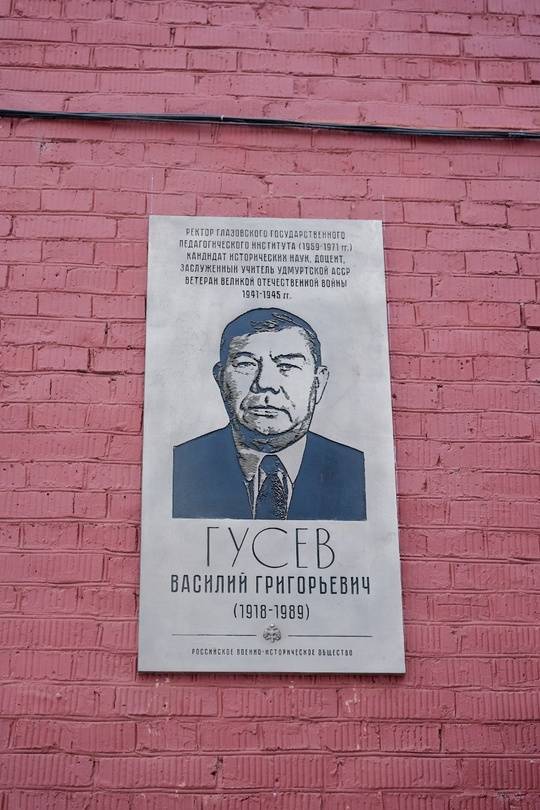 РЕКТОР ГЛАЗОВСКОГО ГОСУДАРСТВЕННОГО
ПЕДАГОГИЧЕСКОГО ИНСТИТУТА (1959-1971 гг.)
КАНДИДАТ ИСТОРИЧЕСКИХ НАУК, ДОЦЕНТ,
ЗАСЛУЖЕННЫЙ УЧИТЕЛЬ УДМУРТСКОЙ АССР
ВЕТЕРАН ВЕЛИКОЙ ОТЕЧЕСТВЕННОЙ ВОЙНЫ
1941-1945 гг.
ГУСЕВ
ВАСИЛИЙ ГРИГОРЬЕВИЧ
(1918-1989)
РОССИЙСКОЕ ВОЕННО-ИСТОРИЧЕСКОЕ ОБЩЕСТВО